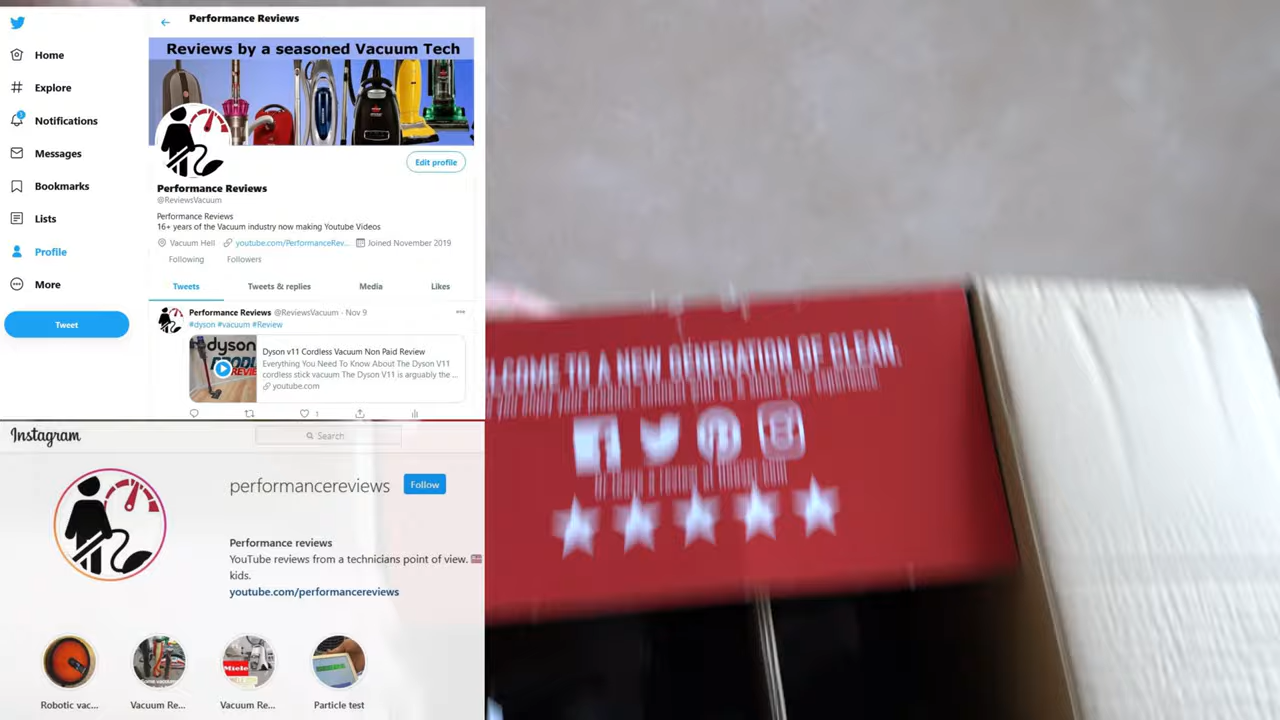 Performance Reviews
Reviews by a seasoned Vacuum Tech
Home
Explore
Notifications
Messages
Bookmarks
Lists
Profile
More
Tweet
Edit profile
Performance Reviews
@ReviewsVacuum
Performance Reviews
16+ years of the Vacuum industry now making Youtube Videos
Vacuum Hell youtube.com/PerformanceRev... Joined November 2019
Following Followers
Tweets Tweets & replies Media Likes
Performance Reviews @ReviewsVacuum · Nov 9
#dyson #vacuum #Review
dyson
Dyson v11 Cordless Vacuum Non Paid Review
Everything You Need To Know About The Dyson V11
cordless stick vacuum The Dyson V11 is arguably the ...
youtube.com
1
Instagram
Search
performancereviews Follow
Performance reviews
YouTube reviews from a technicians point of view.
kids.
youtube.com/performancereviews
Miele
Robotic vac... Vacuum Re... Vacuum Re... Particle test
LCOME TO A NEW GENERATION OF CLEAN.